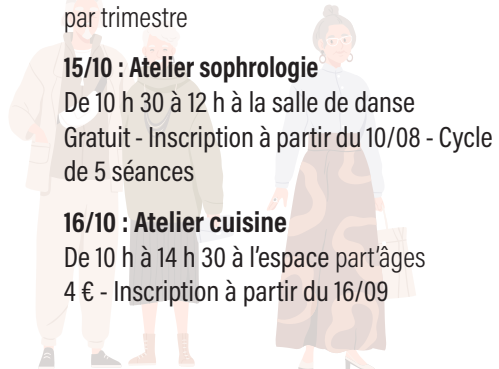 par trimestre
15/10 : Atelier sophrologie
De 10 h 30 à 12 h à la salle de danse
Gratuit - Inscription à partir du 10/08 - Cycle
de 5 séances
16/10 : Atelier cuisine
De 10 h à 14 h 30 à l’espace part’âges
4 € - Inscription à partir du 16/09